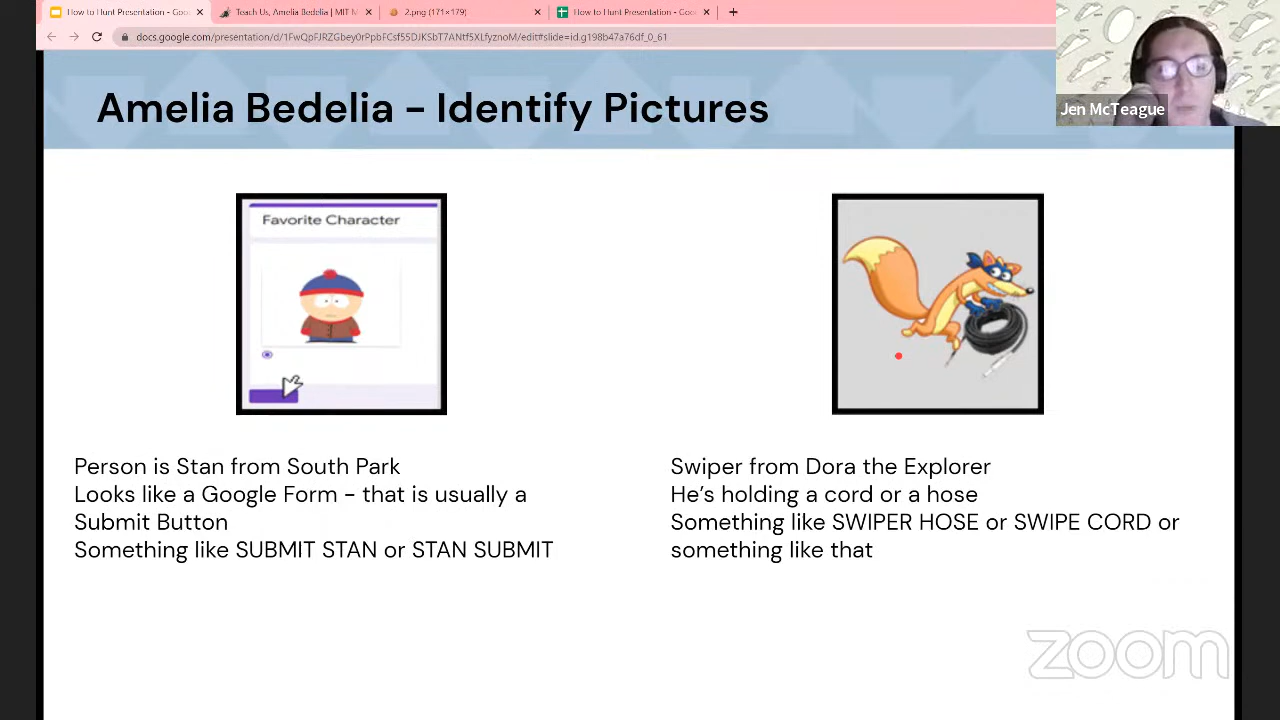 How to Hunt Presentation - Goo
Teach Us, Amelia Bedelia | MIT M
2.png (171×179)
How to Hunt Presentation - Goo
docs.google.com/presentation/d/1FwQpFJRZGbey0rPpbFCsf55DJKSbT7ANtf5XLfyznoM/edit#slide=id.g198b47a76df_0_61
Jen McTeague
Amelia Bedelia - Identify Pictures
Favorite Character
Person is Stan from South Park
Looks like a Google Form - that is usually a
Submit Button
Something like SUBMIT STAN or STAN SUBMIT
Swiper from Dora the Explorer
He's holding a cord or a hose
Something like SWIPER HOSE or SWIPE CORD or
something like that
zoom